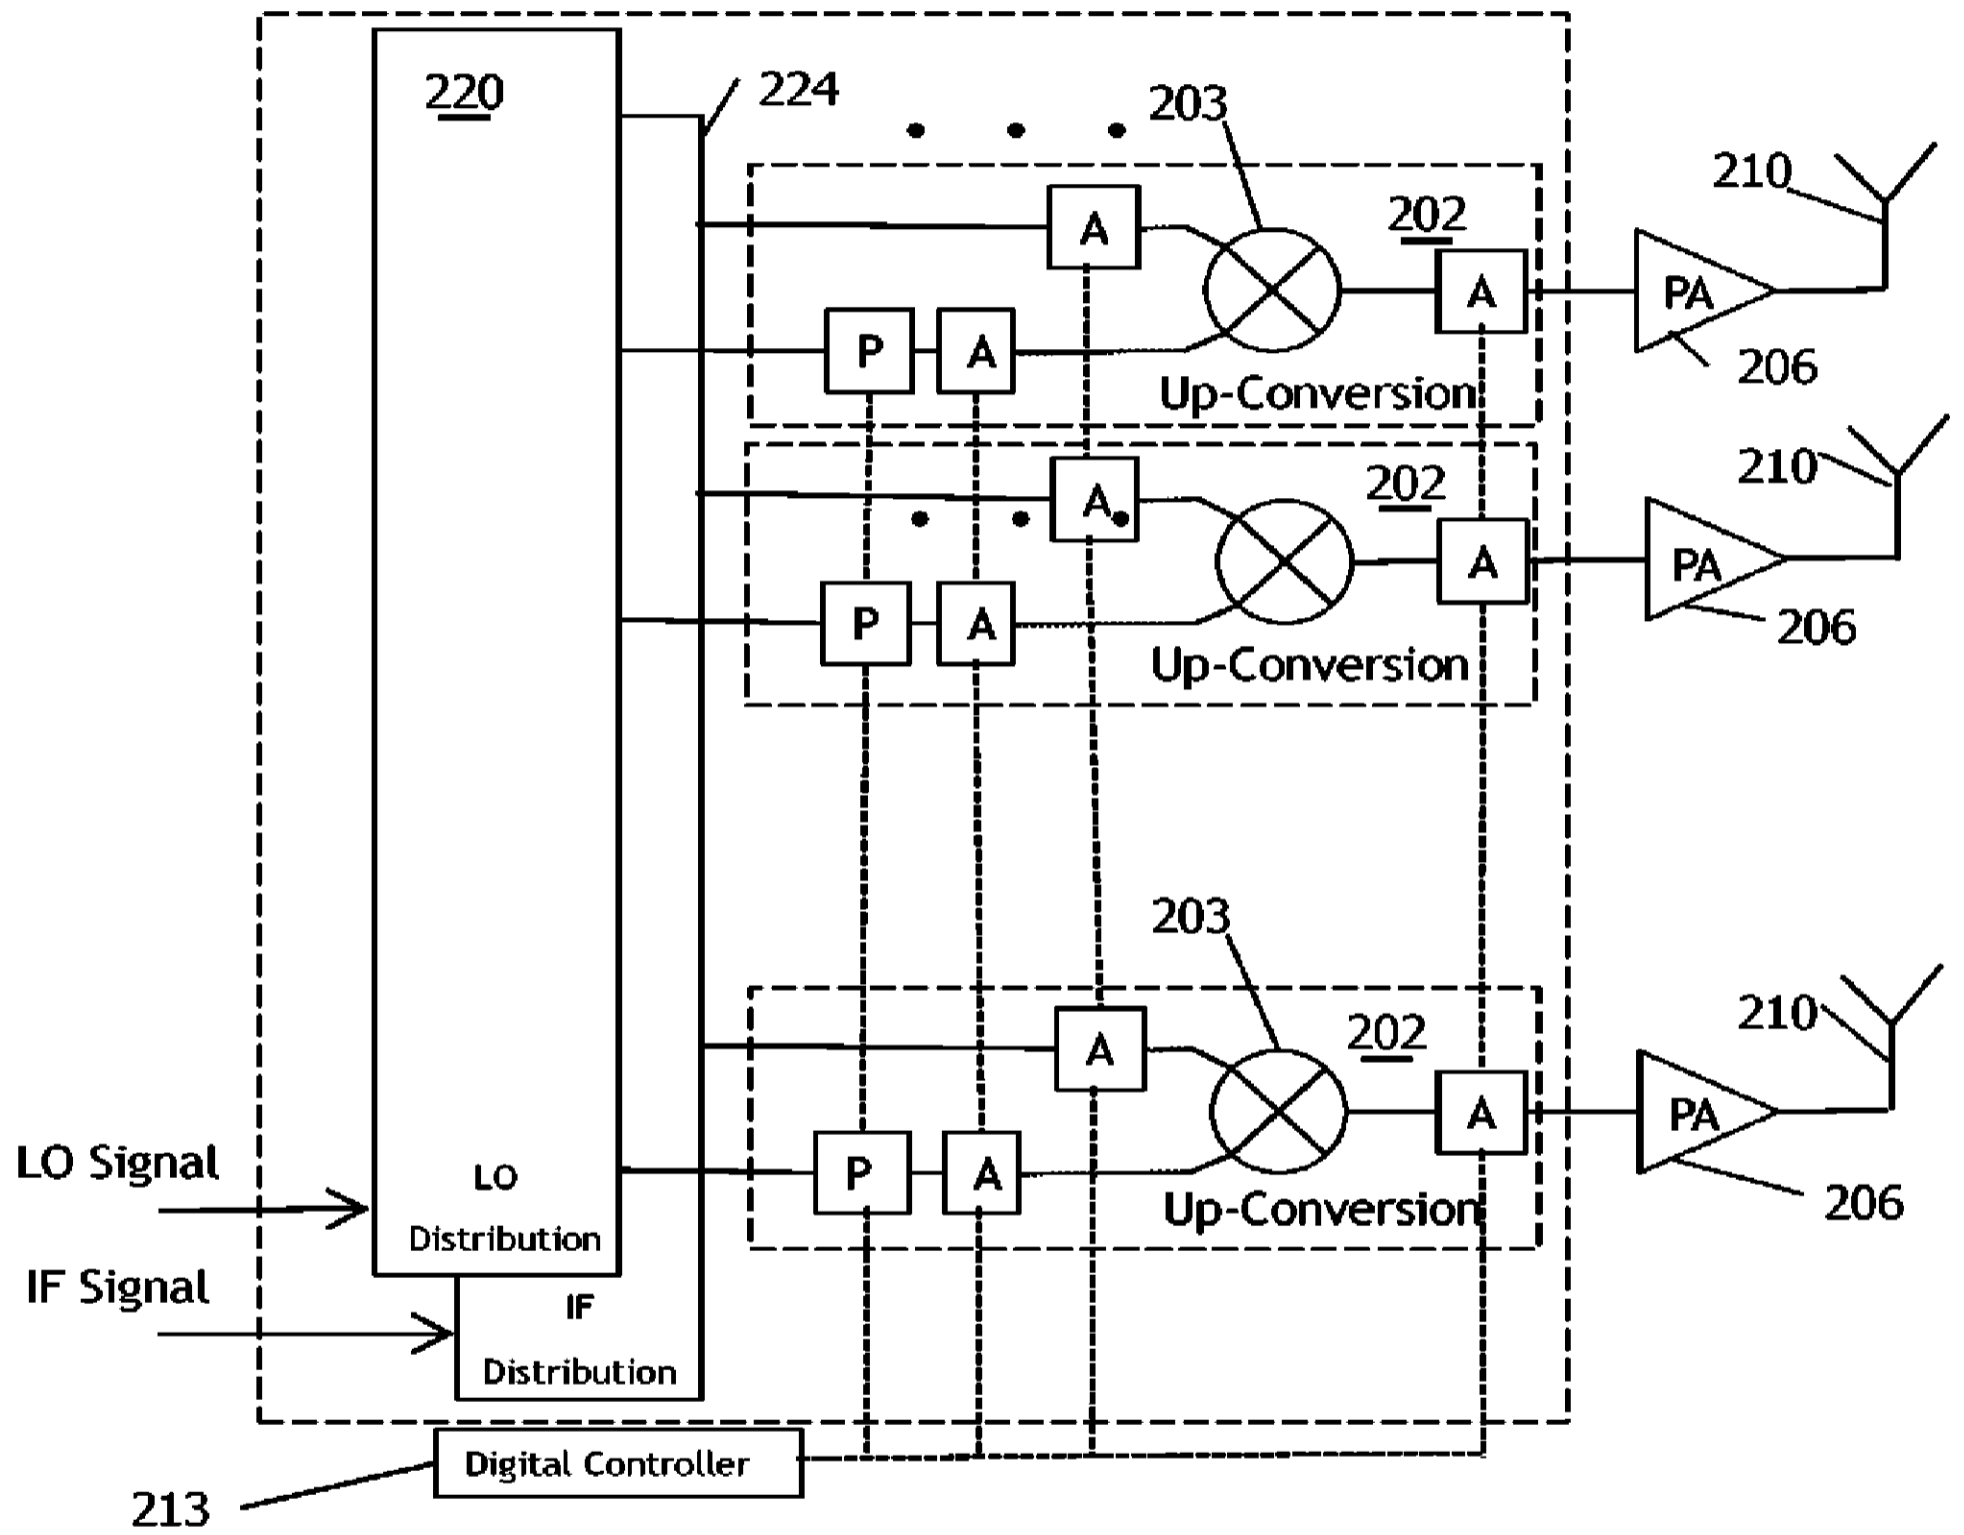 220
224
203
210
202
A
A
PA
P
A
206
Up-Conversion
210
202
A
A
PA
P
A
206
Up-Conversion
203
210
202
A
A
PA
LO Signal
LO
Distribution
P
A
206
Up-Conversion
IF Signal
IF
Distribution
Digital Controller
213